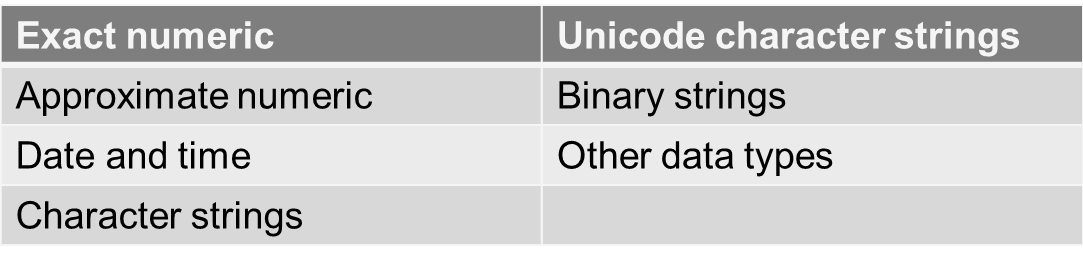 Exact numeric Unicode character strings
Approximate numeric Binary strings
Date and time Other data types
Character strings